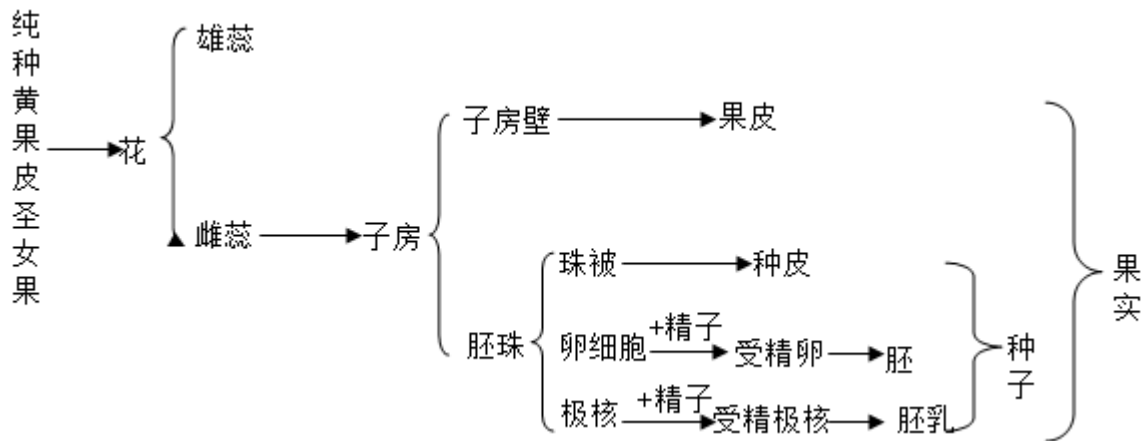 纯种黄果皮圣女果
花
雄蕊
雌蕊
子房
子房壁
果皮
胚珠
珠被
种皮
卵细胞
+精子
受精卵
胚
极核
+精子
受精极核
胚乳
种子
果实